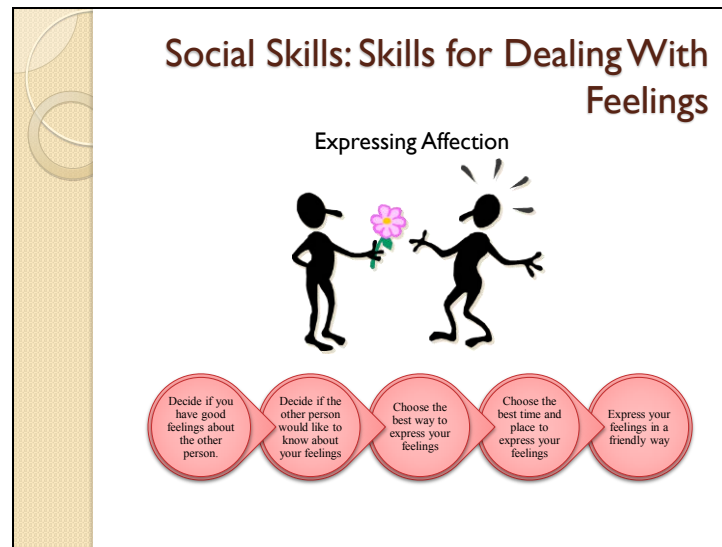 Social Skills: Skills for Dealing With
Feelings
Expressing Affection
Decide if you
have good
feelings about
the other
person.
Decide if the
other person
would like to
know about
your feelings
Choose the
best way to
express your
feelings
Choose the
best time and
place to
express your
feelings
Express your
feelings in a
friendly way